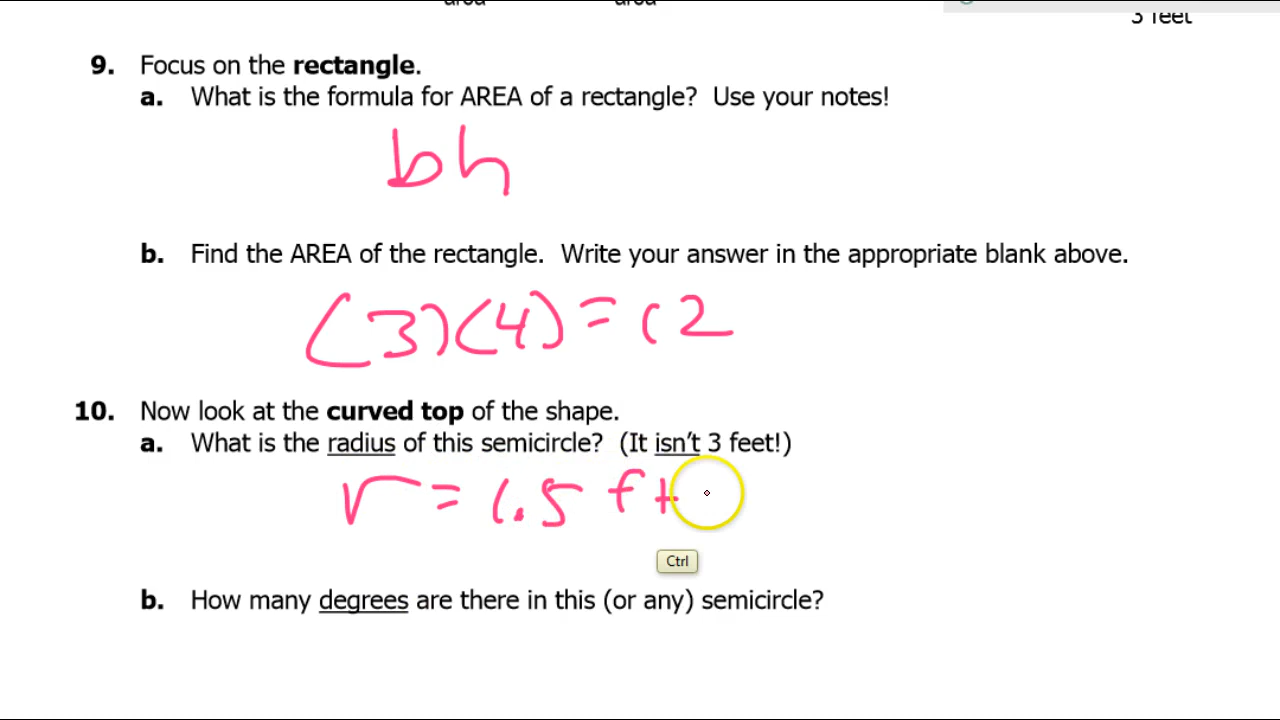 area area
3 feet
9. Focus on the rectangle.
a. What is the formula for AREA of a rectangle? Use your notes!
bh
b. Find the AREA of the rectangle. Write your answer in the appropriate blank above.
(3)(4)=12
10. Now look at the curved top of the shape.
a. What is the radius of this semicircle? (It isn't 3 feet!)
r = 1.5 ft
Ctrl
b. How many degrees are there in this (or any) semicircle?